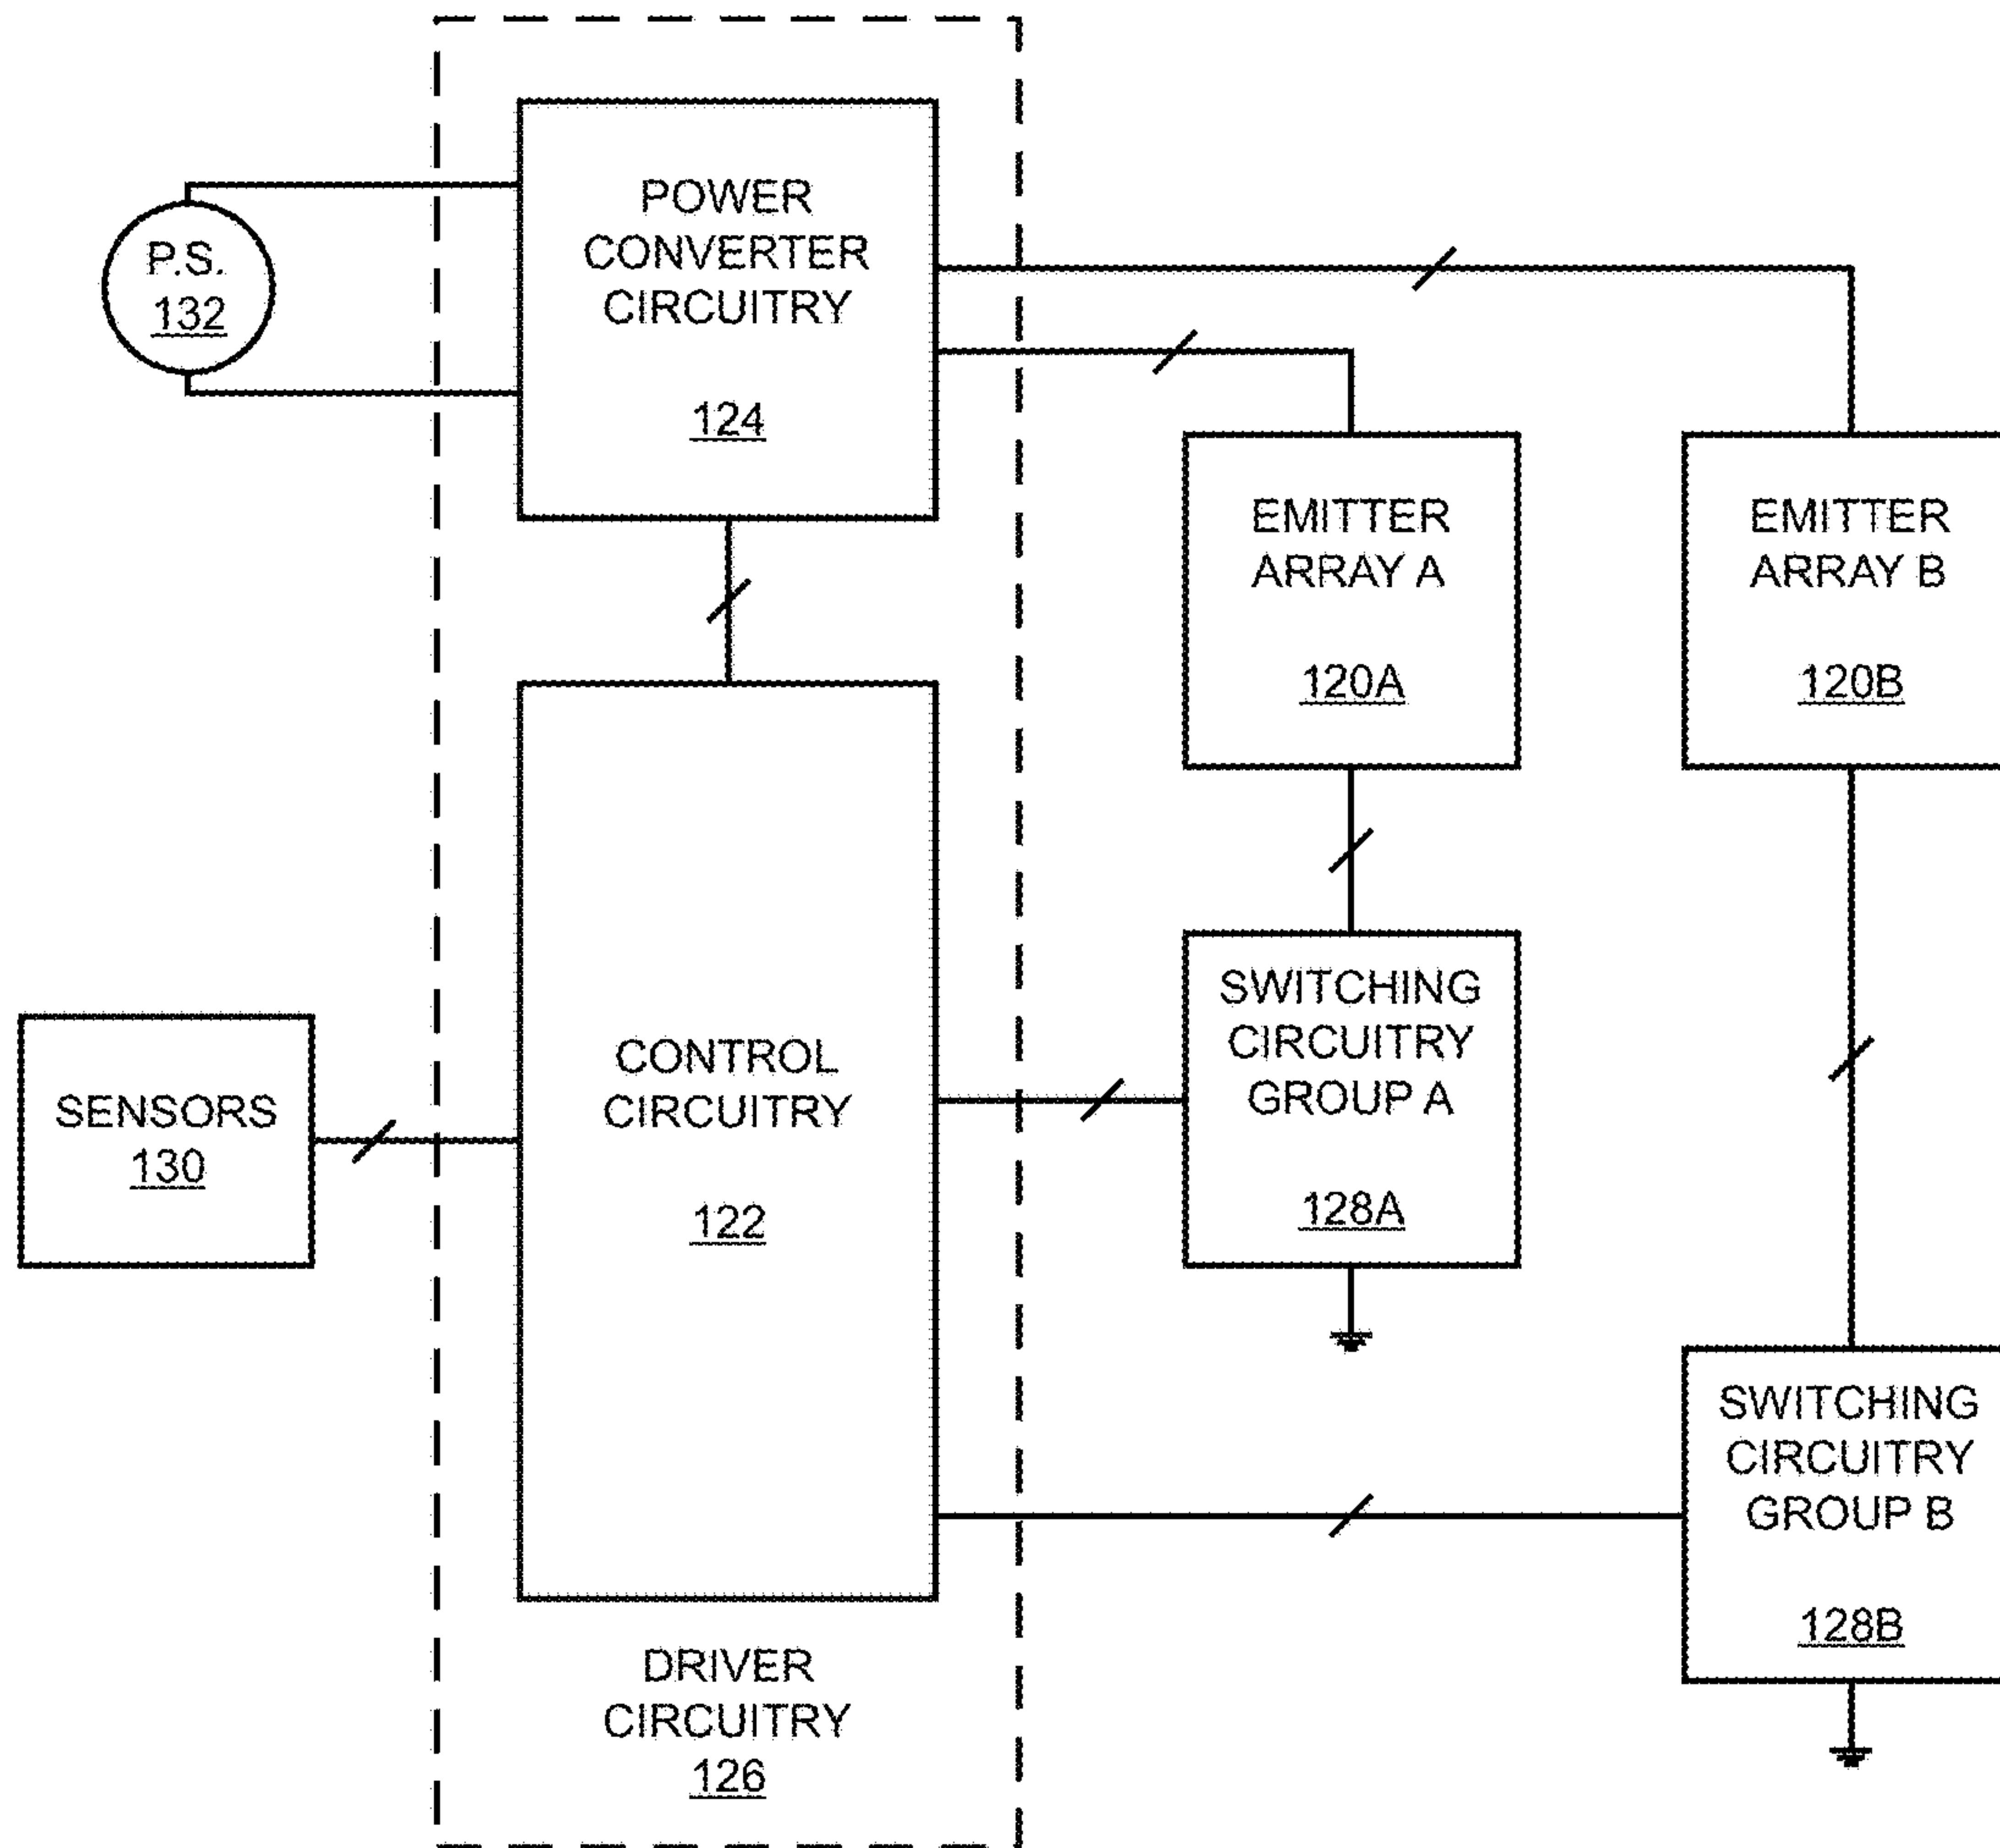 POWER
CONVERTER
CIRCUITRY
124
P.S.
132
EMITTER
ARRAY A
120A
EMITTER
ARRAY B
120B
SENSORS
130
CONTROL
CIRCUITRY
122
SWITCHING
CIRCUITRY
GROUP A
128A
SWITCHING
CIRCUITRY
GROUP B
128B
DRIVER
CIRCUITRY
126